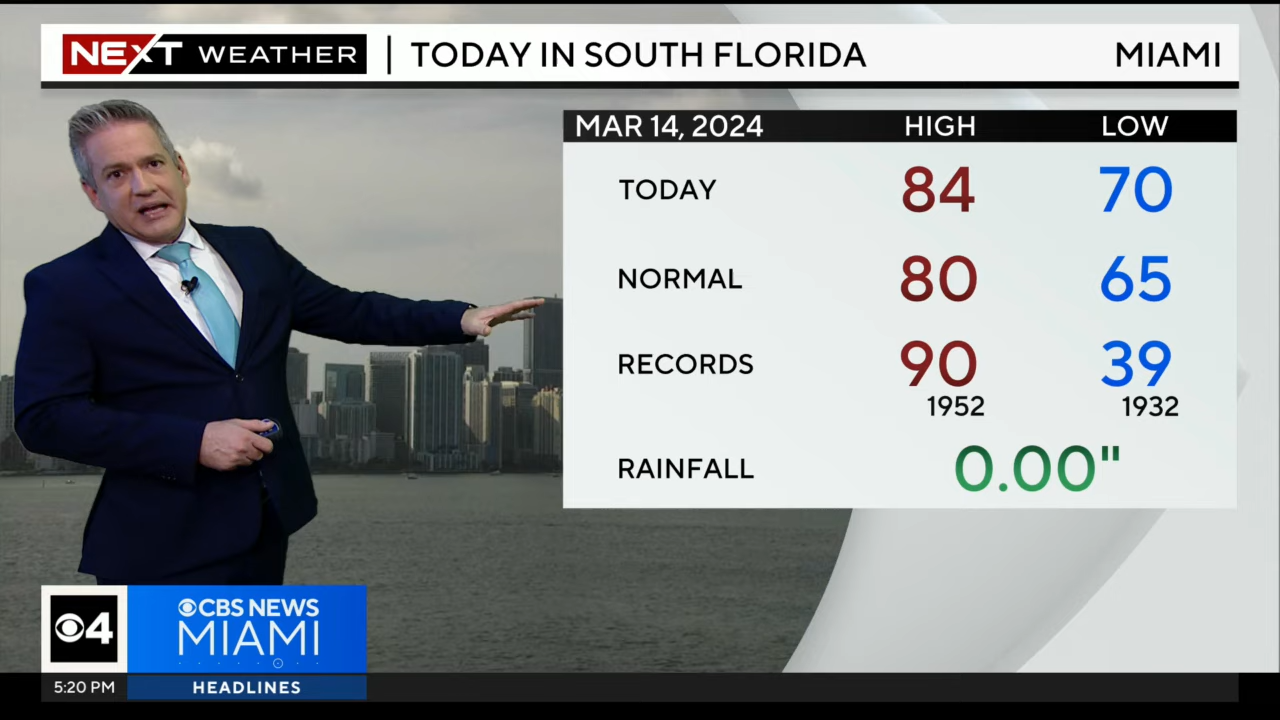 NEXT WEATHER | TODAY IN SOUTH FLORIDA MIAMI
MAR 14, 2024 HIGH LOW
TODAY 84 70
NORMAL 80 65
RECORDS 90 39
1952 1932
RAINFALL 0.00"
4 CBS NEWS
MIAMI
5:20 PM HEADLINES